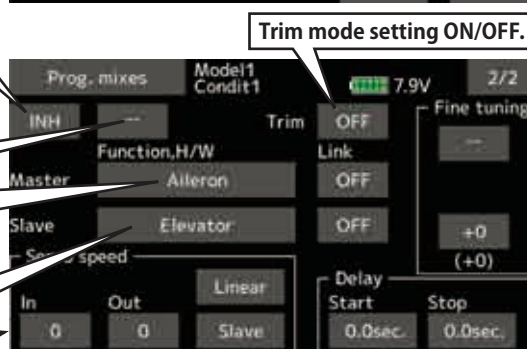 Trim mode setting ON/OFF.
Prog. mixes Model1 Condit1 7.9V 2/2
INH -- Trim OFF Fine tuning
Function,H/W Link --
Master Aileron OFF
Slave Elevator OFF +0
(+0)
Servo speed Linear Delay
In Out Start Stop
0 0 Slave 0.0sec. 0.0sec.